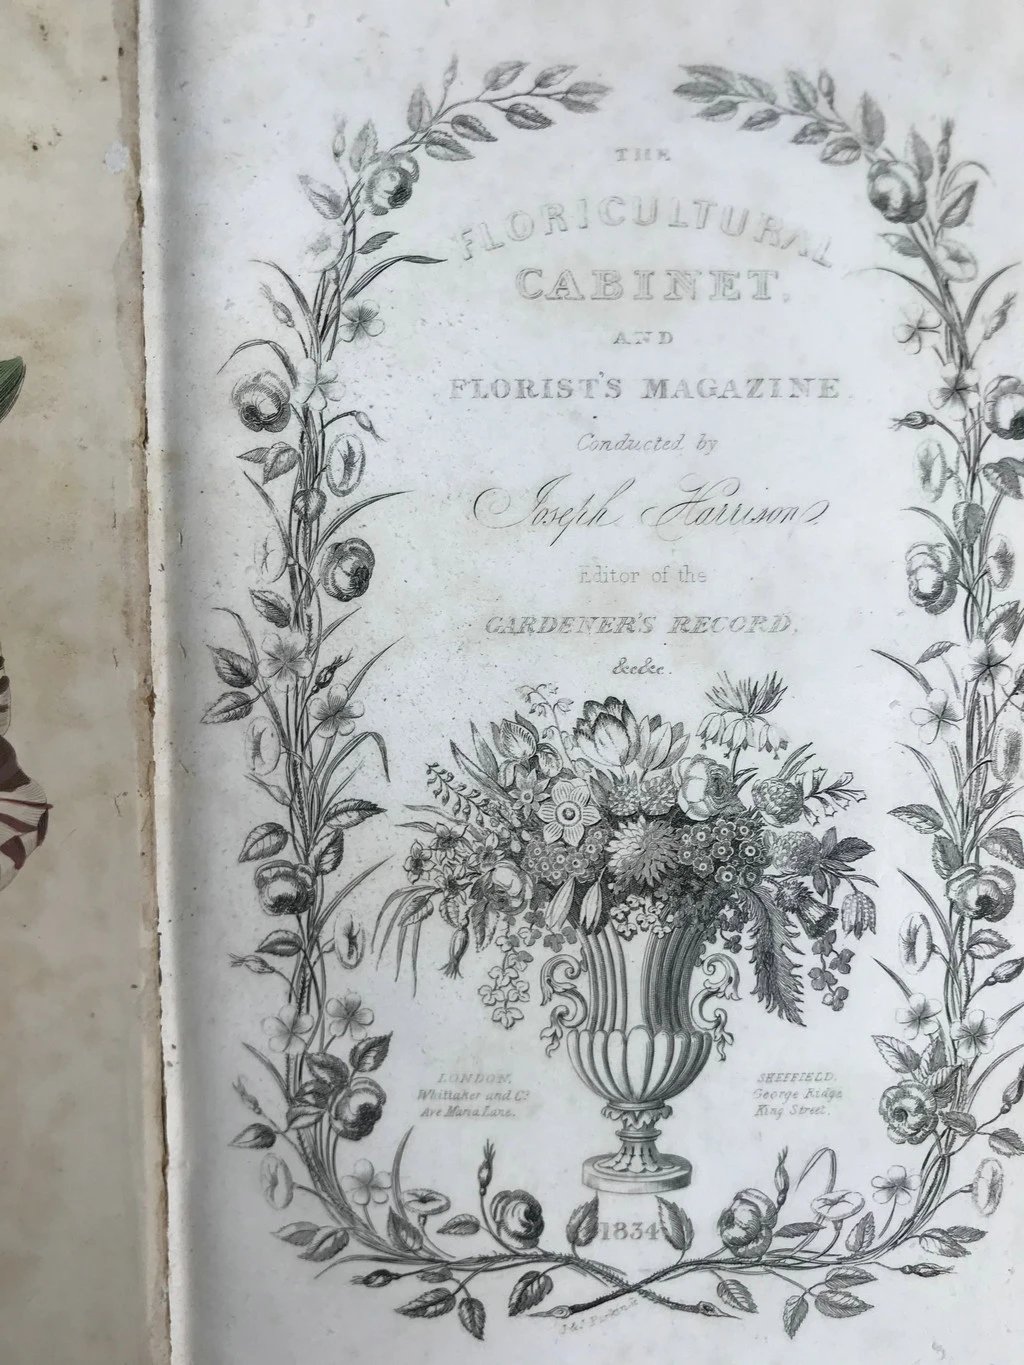 THE
FLORICULTURAL
CABINET,
AND
FLORIST'S MAGAZINE.
Conducted by
Joseph Harrison,
Editor of the
GARDENER'S RECORD,
&c&c.
LONDON,
Whittaker and Co.
Ave Maria Lane.
SHEFFIELD.
George Ridge
King Street.
1834